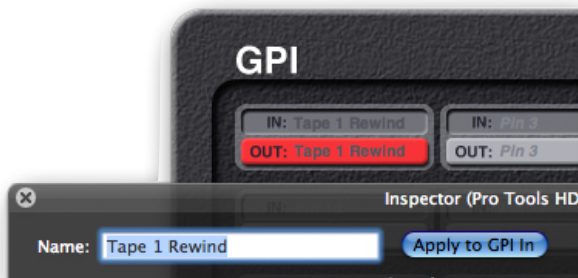 GPI
IN: Tape 1 Rewind
IN: Pin 3
OUT: Tape 1 Rewind
OUT: Pin 3
IN:
Inspector (Pro Tools HD
Name: Tape 1 Rewind
Apply to GPI In